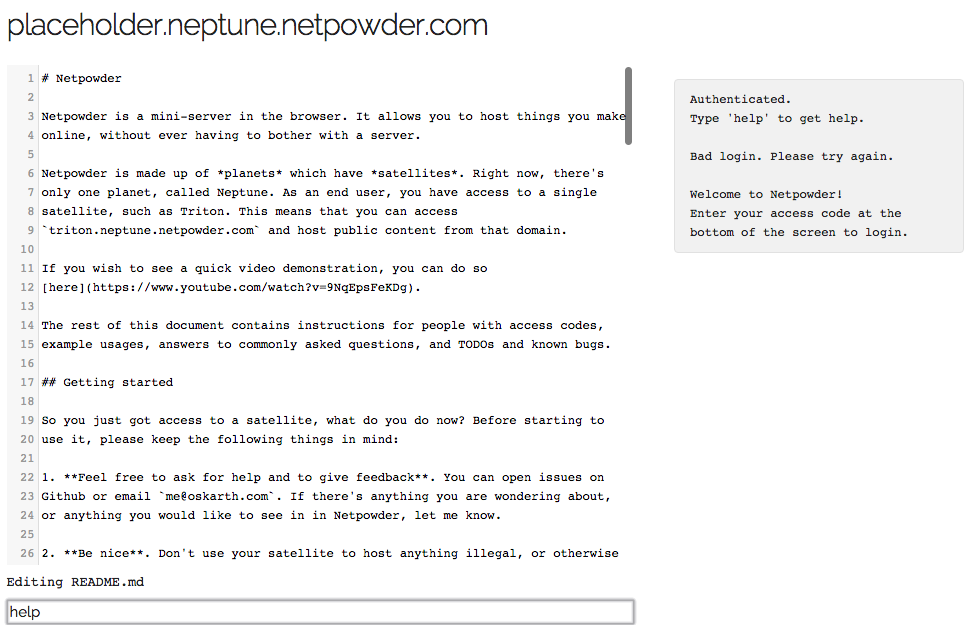 placeholder.neptune.netpowder.com
1 # Netpowder
2
3 Netpowder is a mini-server in the browser. It allows you to host things you make
4 online, without ever having to bother with a server.
5
6 Netpowder is made up of *planets* which have *satellites*. Right now, there's
7 only one planet, called Neptune. As an end user, you have access to a single
8 satellite, such as Triton. This means that you can access
9 `triton.neptune.netpowder.com` and host public content from that domain.
10
11 If you wish to see a quick video demonstration, you can do so
12 [here](https://www.youtube.com/watch?v=9NqEpsFeKDg).
13
14 The rest of this document contains instructions for people with access codes,
15 example usages, answers to commonly asked questions, and TODOs and known bugs.
16
17 ## Getting started
18
19 So you just got access to a satellite, what do you do now? Before starting to
20 use it, please keep the following things in mind:
21
22 1. **Feel free to ask for help and to give feedback**. You can open issues on
23 Github or email `me@oskarth.com`. If there's anything you are wondering about,
24 or anything you would like to see in in Netpowder, let me know.
25
26 2. **Be nice**. Don't use your satellite to host anything illegal, or otherwise
Editing README.md
help
Authenticated.
Type 'help' to get help.
Bad login. Please try again.
Welcome to Netpowder!
Enter your access code at the
bottom of the screen to login.